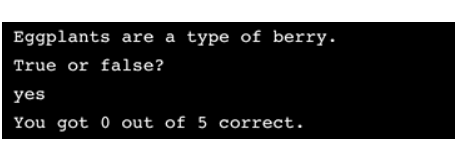 Eggplants are a type of berry.
True or false?
yes
You got 0 out of 5 correct.